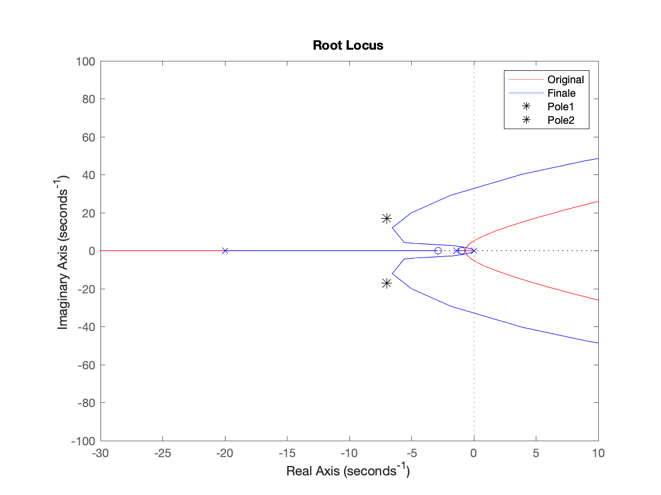 Root Locus
100
80
60
40
20
0
-20
-40
-60
-80
-100
-30
-25
-20
-15
-10
-5
0
5
10
Imaginary Axis (seconds⁻¹)
Real Axis (seconds⁻¹)
Original
Finale
Pole1
Pole2